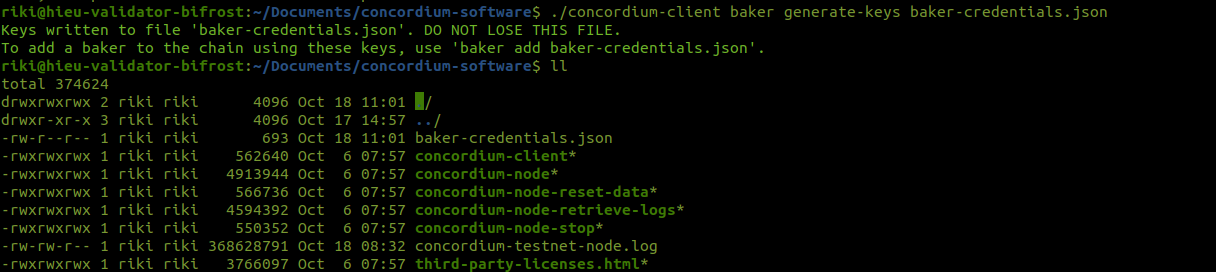 riki@hieu-validator-bifrost:~/Documents/concordium-software$ ./concordium-client baker generate-keys baker-credentials.json
Keys written to file 'baker-credentials.json'. DO NOT LOSE THIS FILE.
To add a baker to the chain using these keys, use 'baker add baker-credentials.json'.
riki@hieu-validator-bifrost:~/Documents/concordium-software$ ll
total 374624
drwxrwxrwx 2 riki riki      4096 Oct 18 11:01 ./
drwxr-xr-x 3 riki riki      4096 Oct 17 14:57 ../
-rw-r--r-- 1 riki riki       693 Oct 18 11:01 baker-credentials.json
-rwxrwxrwx 1 riki riki    562640 Oct  6 07:57 concordium-client*
-rwxrwxrwx 1 riki riki   4913944 Oct  6 07:57 concordium-node*
-rwxrwxrwx 1 riki riki    566736 Oct  6 07:57 concordium-node-reset-data*
-rwxrwxrwx 1 riki riki   4594392 Oct  6 07:57 concordium-node-retrieve-logs*
-rwxrwxrwx 1 riki riki    550352 Oct  6 07:57 concordium-node-stop*
-rw-rw-r-- 1 riki riki 368628791 Oct 18 08:32 concordium-testnet-node.log
-rwxrwxrwx 1 riki riki   3766097 Oct  6 07:57 third-party-licenses.html*